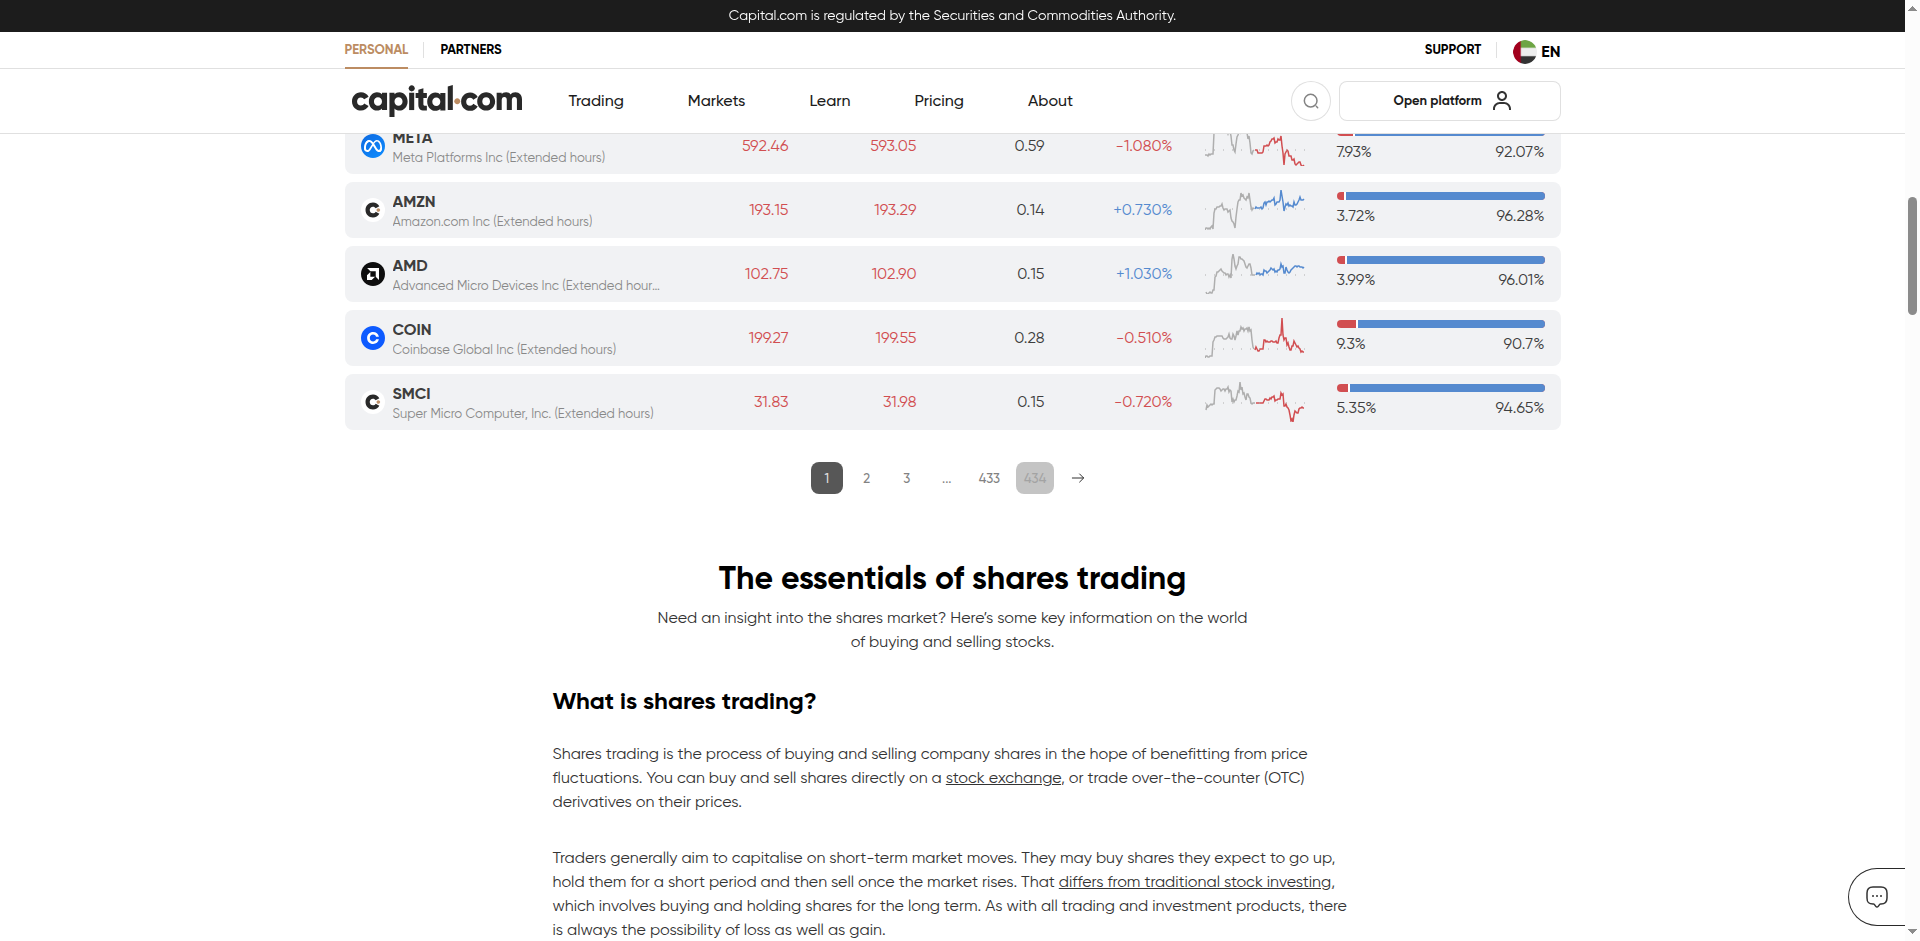 Capital.com is regulated by the Securities and Commodities Authority.
PERSONAL PARTNERS SUPPORT EN
capital.com Trading Markets Learn Pricing About Open platform
META 592.46 593.05 0.59 -1.080%
Meta Platforms Inc (Extended hours) 7.93% 92.07%
AMZN 193.15 193.29 0.14 +0.730%
Amazon.com Inc (Extended hours) 3.72% 96.28%
AMD 102.75 102.90 0.15 +1.030%
Advanced Micro Devices Inc (Extended hour... 3.99% 96.01%
COIN 199.27 199.55 0.28 -0.510%
Coinbase Global Inc (Extended hours) 9.3% 90.7%
SMCI 31.83 31.98 0.15 -0.720%
Super Micro Computer, Inc. (Extended hours) 5.35% 94.65%
1 2 3 ... 433 434
The essentials of shares trading
Need an insight into the shares market? Here’s some key information on the world
of buying and selling stocks.
What is shares trading?
Shares trading is the process of buying and selling company shares in the hope of benefitting from price
fluctuations. You can buy and sell shares directly on a stock exchange, or trade over-the-counter (OTC)
derivatives on their prices.
Traders generally aim to capitalise on short-term market moves. They may buy shares they expect to go up,
hold them for a short period and then sell once the market rises. That differs from traditional stock investing,
which involves buying and holding shares for the long term. As with all trading and investment products, there
is always the possibility of loss as well as gain.